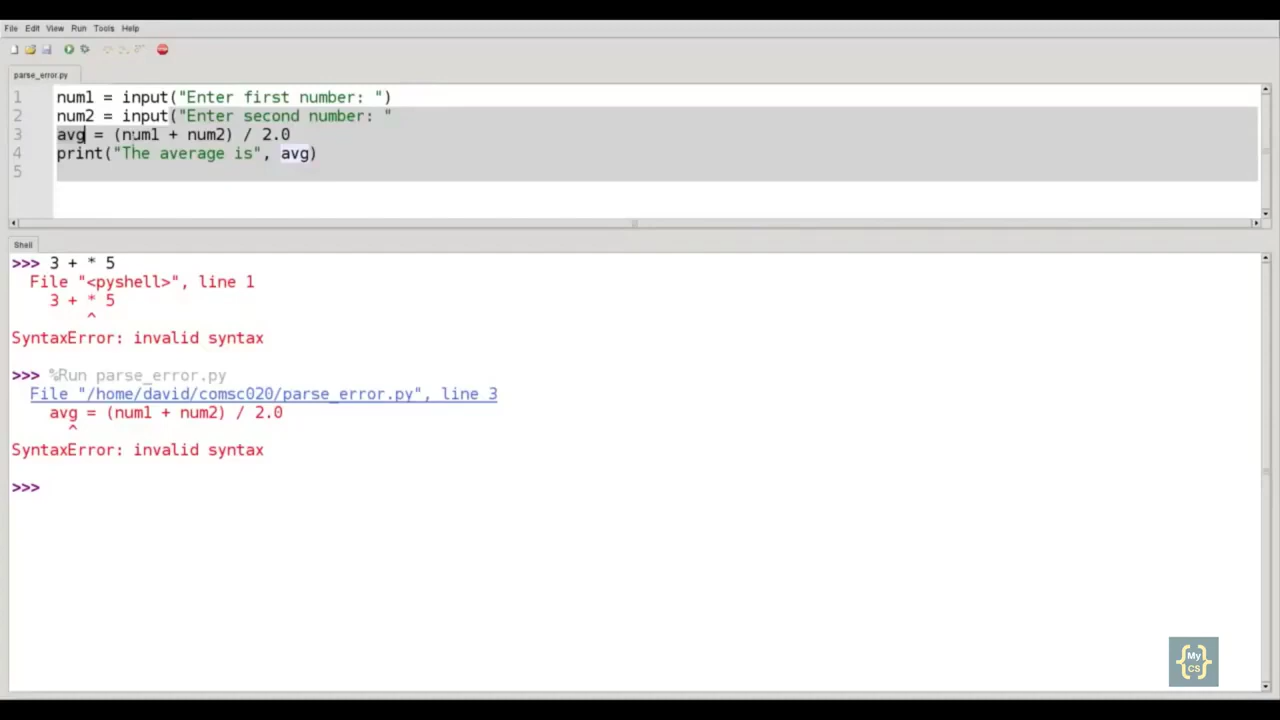 File Edit View Run Tools Help
parse_error.py
1 num1 = input("Enter first number: ")
2 num2 = input("Enter second number: "
3 avg = (num1 + num2) / 2.0
4 print("The average is", avg)
5
Shell
>>> 3 + * 5
File "<pyshell>", line 1
3 + * 5
^
SyntaxError: invalid syntax
>>> %Run parse_error.py
File "/home/david/comsc020/parse_error.py", line 3
avg = (num1 + num2) / 2.0
^
SyntaxError: invalid syntax
>>>
{My}
CS